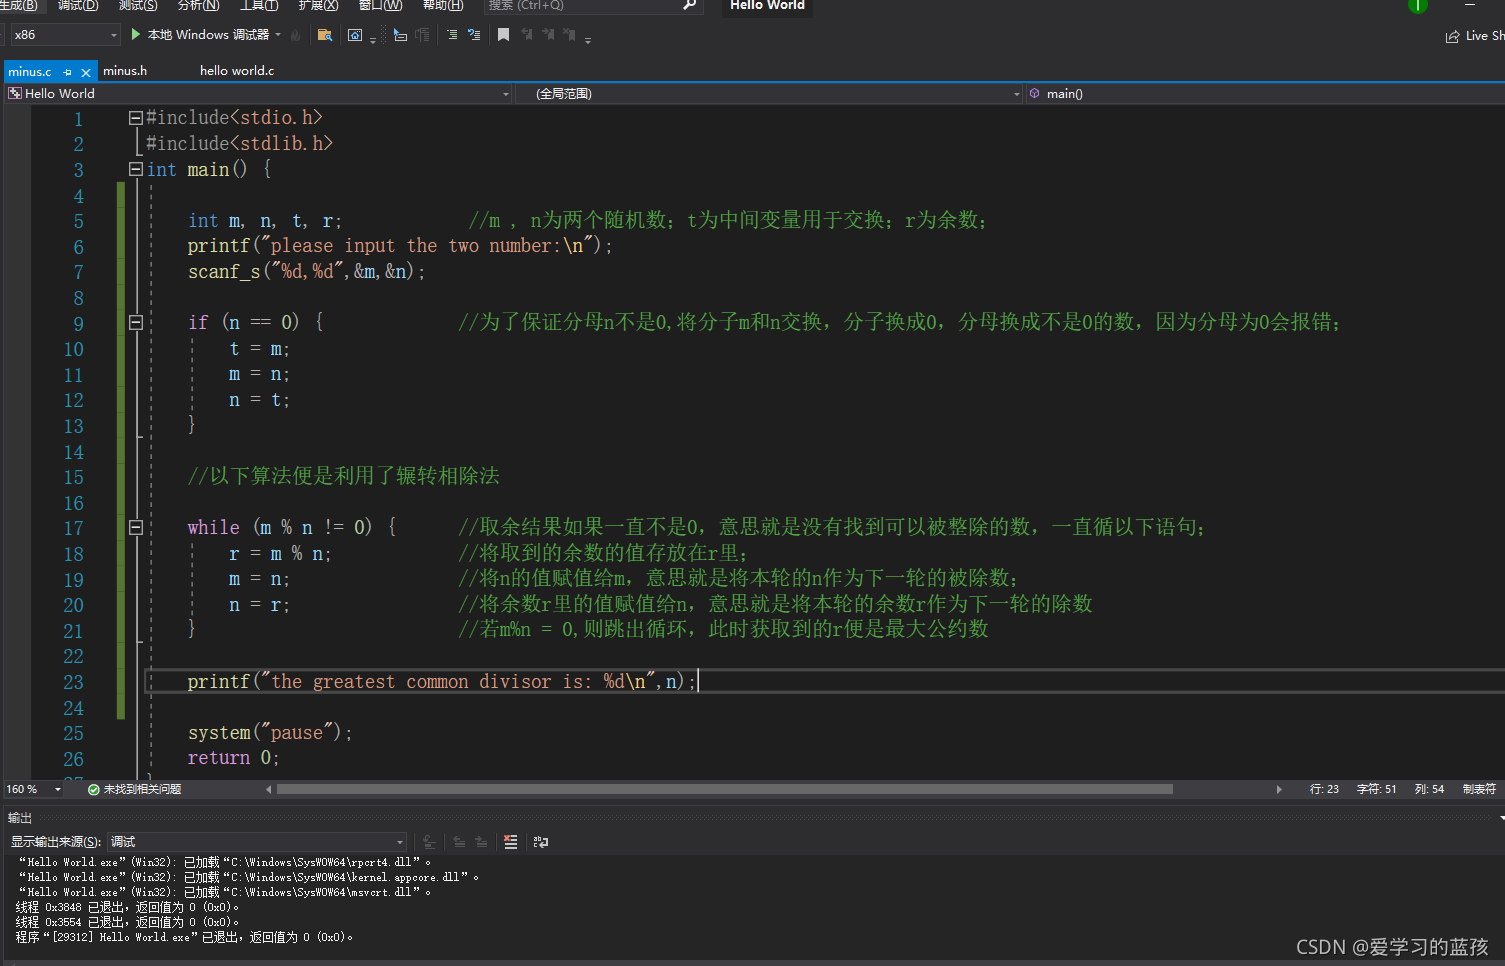 生成(B) 调试(D) 测试(S) 分析(N) 工具(T) 扩展(X) 窗口(W) 帮助(H) 搜索 (Ctrl+Q) Hello World
x86 本地 Windows 调试器 Live Sh
minus.c minus.h hello world.c
Hello World (全局范围) main()
1 #include<stdio.h>
2 #include<stdlib.h>
3 int main() {
4
5 int m, n, t, r; //m , n为两个随机数; t为中间变量用于交换; r为余数;
6 printf("please input the two number:\n");
7 scanf_s("%d,%d",&m,&n);
8
9 if (n == 0) { //为了保证分母n不是0,将分子m和n交换, 分子换成0, 分母换成不是0的数, 因为分母为0会报错;
10 t = m;
11 m = n;
12 n = t;
13 }
14
15 //以下算法便是利用了辗转相除法
16
17 while (m % n != 0) { //取余结果如果一直不是0, 意思就是没有找到可以被整除的数, 一直循以下语句;
18 r = m % n; //将取到的余数的值存放在r里;
19 m = n; //将n的值赋值给m, 意思就是将本轮的n作为下一轮的被除数;
20 n = r; //将余数r里的值赋值给n, 意思就是将本轮的余数r作为下一轮的除数
21 } //若m%n = 0,则跳出循环, 此时获取到的r便是最大公约数
22
23 printf("the greatest common divisor is: %d\n",n);
24
25 system("pause");
26 return 0;
27 }
160 % 未找到相关问题 行: 23 字符: 51 列: 54 制表符
输出
显示输出来源(S): 调试
“Hello World.exe”(Win32): 已加载“C:\Windows\SysWOW64\rpcrt4.dll”。
“Hello World.exe”(Win32): 已加载“C:\Windows\SysWOW64\kernel.appcore.dll”。
“Hello World.exe”(Win32): 已加载“C:\Windows\SysWOW64\msvcrt.dll”。
线程 0x3848 已退出,返回值为 0 (0x0)。
线程 0x3554 已退出,返回值为 0 (0x0)。
程序“[29312] Hello World.exe”已退出,返回值为 0 (0x0)。
CSDN @爱学习的蓝孩